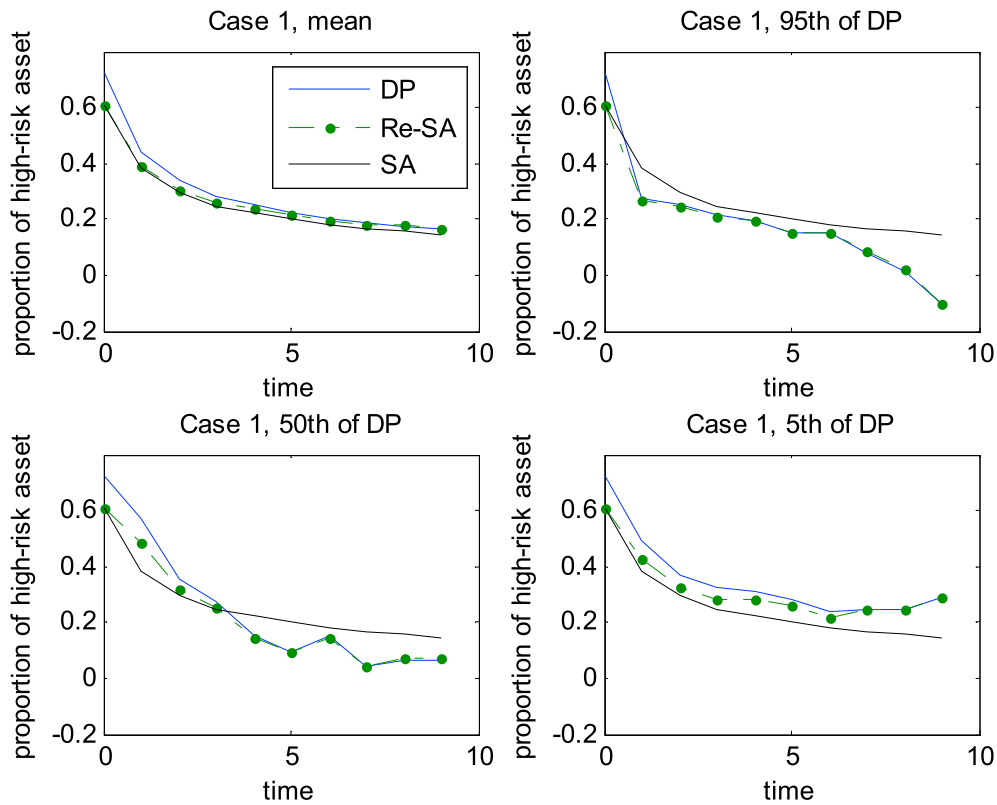 Case 1, mean
proportion of high-risk asset
0.6
0.4
0.2
0
-0.2
0
5
10
time
DP
Re-SA
SA
Case 1, 95th of DP
proportion of high-risk asset
0.6
0.4
0.2
0
-0.2
0
5
10
time
Case 1, 50th of DP
proportion of high-risk asset
0.6
0.4
0.2
0
-0.2
0
5
10
time
Case 1, 5th of DP
proportion of high-risk asset
0.6
0.4
0.2
0
-0.2
0
5
10
time